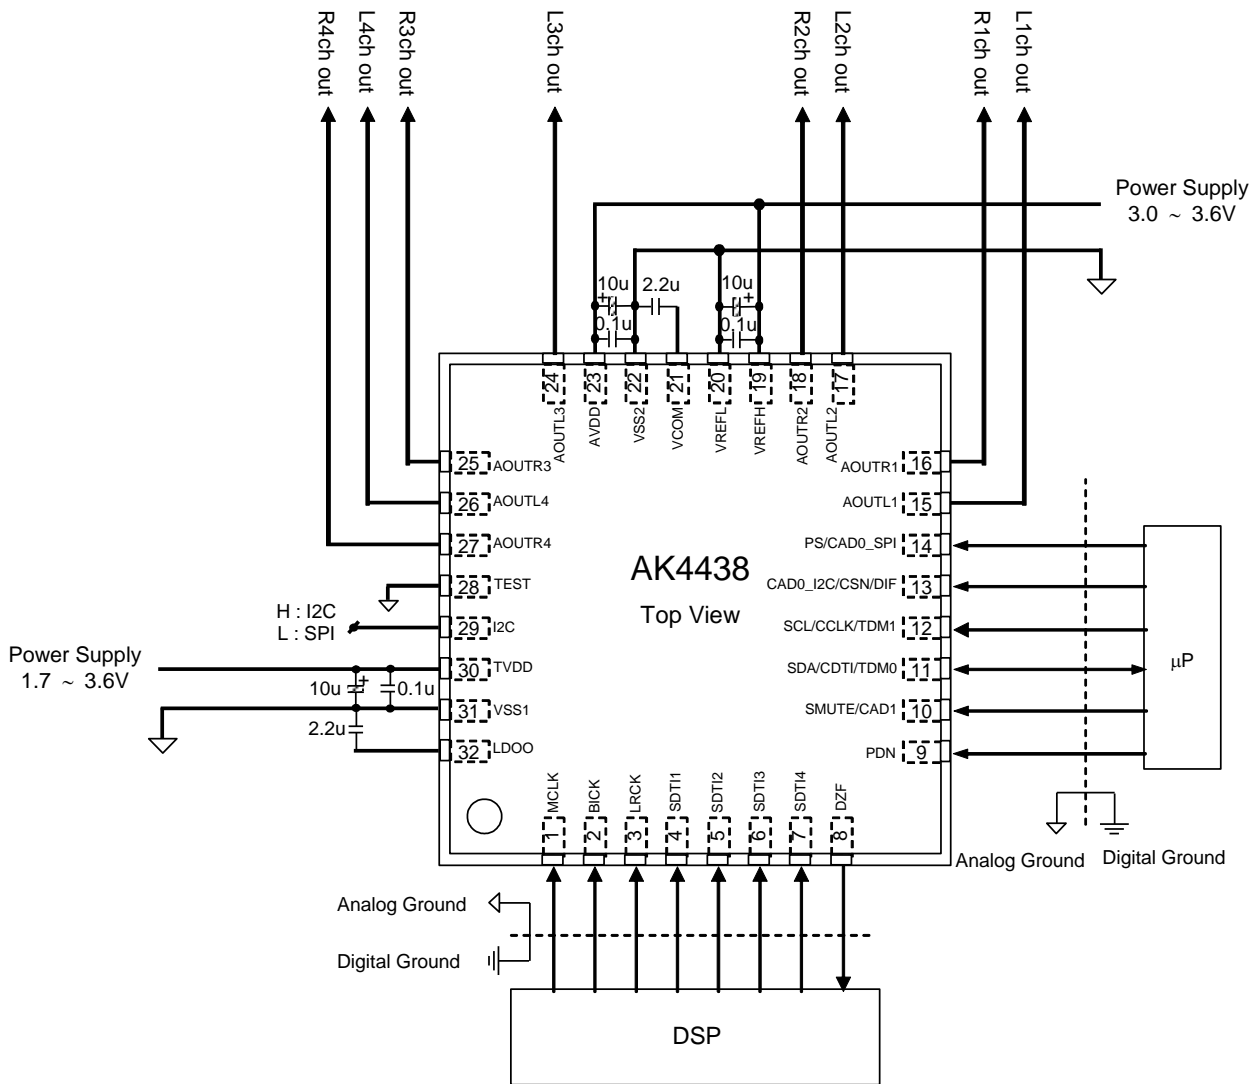 R4ch out
L4ch out
R3ch out
L3ch out
R2ch out
L2ch out
R1ch out
L1ch out
Power Supply
3.0 ~ 3.6V
10u
+
2.2u
0.1u
10u
+
0.1u
24
23
22
21
20
19
18
17
AOUTL3
AVDD
VSS2
VCOM
VREFL
VREFH
AOUTR2
AOUTL2
25 AOUTR3
26 AOUTL4
27 AOUTR4
28 TEST
29 I2C
30 TVDD
31 VSS1
32 LDOO
H : I2C
L : SPI
Power Supply
1.7 ~ 3.6V
10u
+
0.1u
2.2u
AK4438
Top View
AOUTR1 16
AOUTL1 15
PS/CAD0_SPI 14
CAD0_I2C/CSN/DIF 13
SCL/CCLK/TDM1 12
SDA/CDTI/TDM0 11
SMUTE/CAD1 10
PDN 9
μP
MCLK
BICK
LRCK
SDTI1
SDTI2
SDTI3
SDTI4
DZF
1
2
3
4
5
6
7
8
Analog Ground
Digital Ground
Analog Ground
Digital Ground
DSP